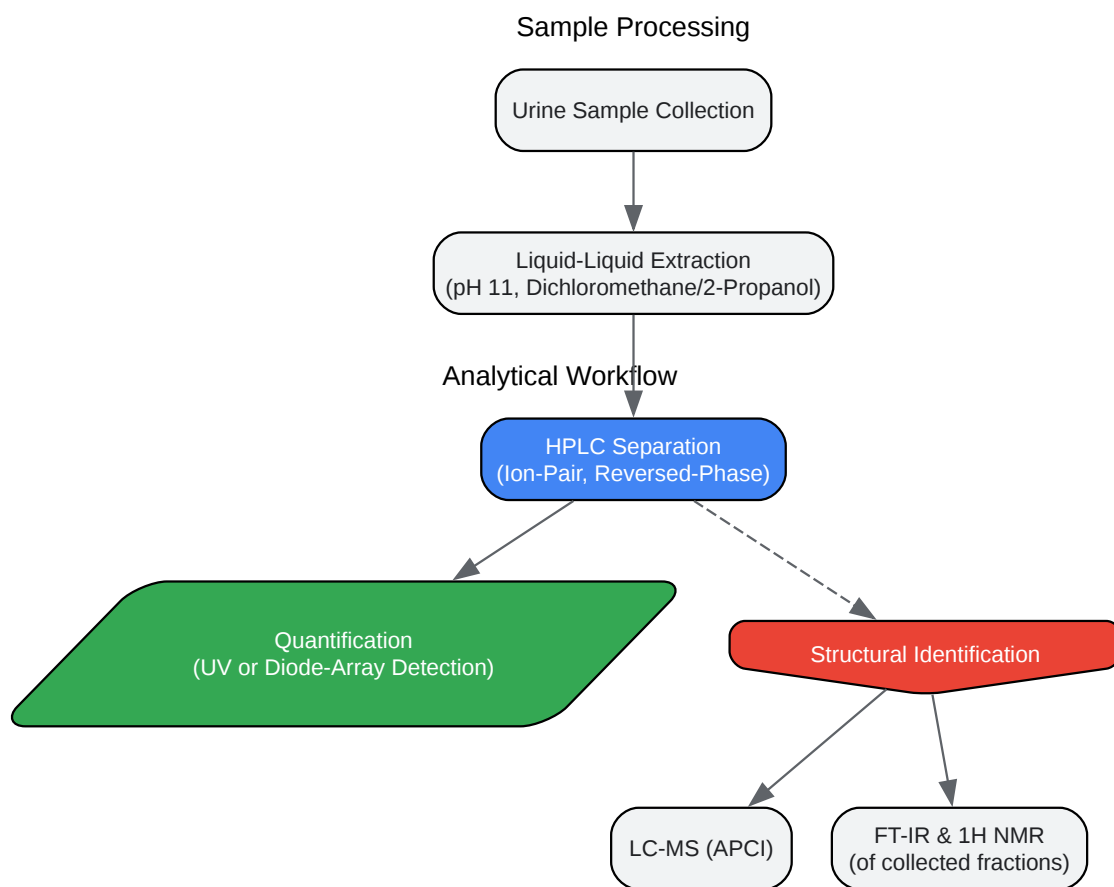 Sample Processing
Urine Sample Collection
Liquid-Liquid Extraction
(pH 11, Dichloromethane/2-Propanol)
Analytical Workflow
HPLC Separation
(Ion-Pair, Reversed-Phase)
Quantification
(UV or Diode-Array Detection)
Structural Identification
LC-MS (APCI)
FT-IR & 1H NMR
(of collected fractions)